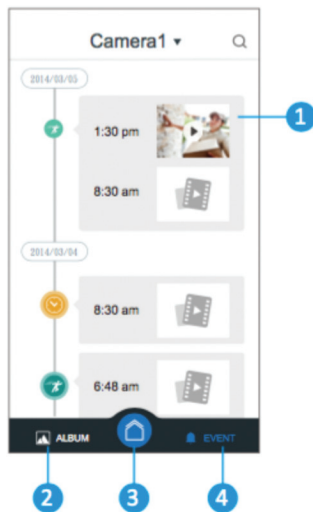 Camera1
2014/03/05
1:30 pm
1
8:30 am
2014/03/04
8:30 am
6:48 am
ALBUM
EVENT
2
3
4